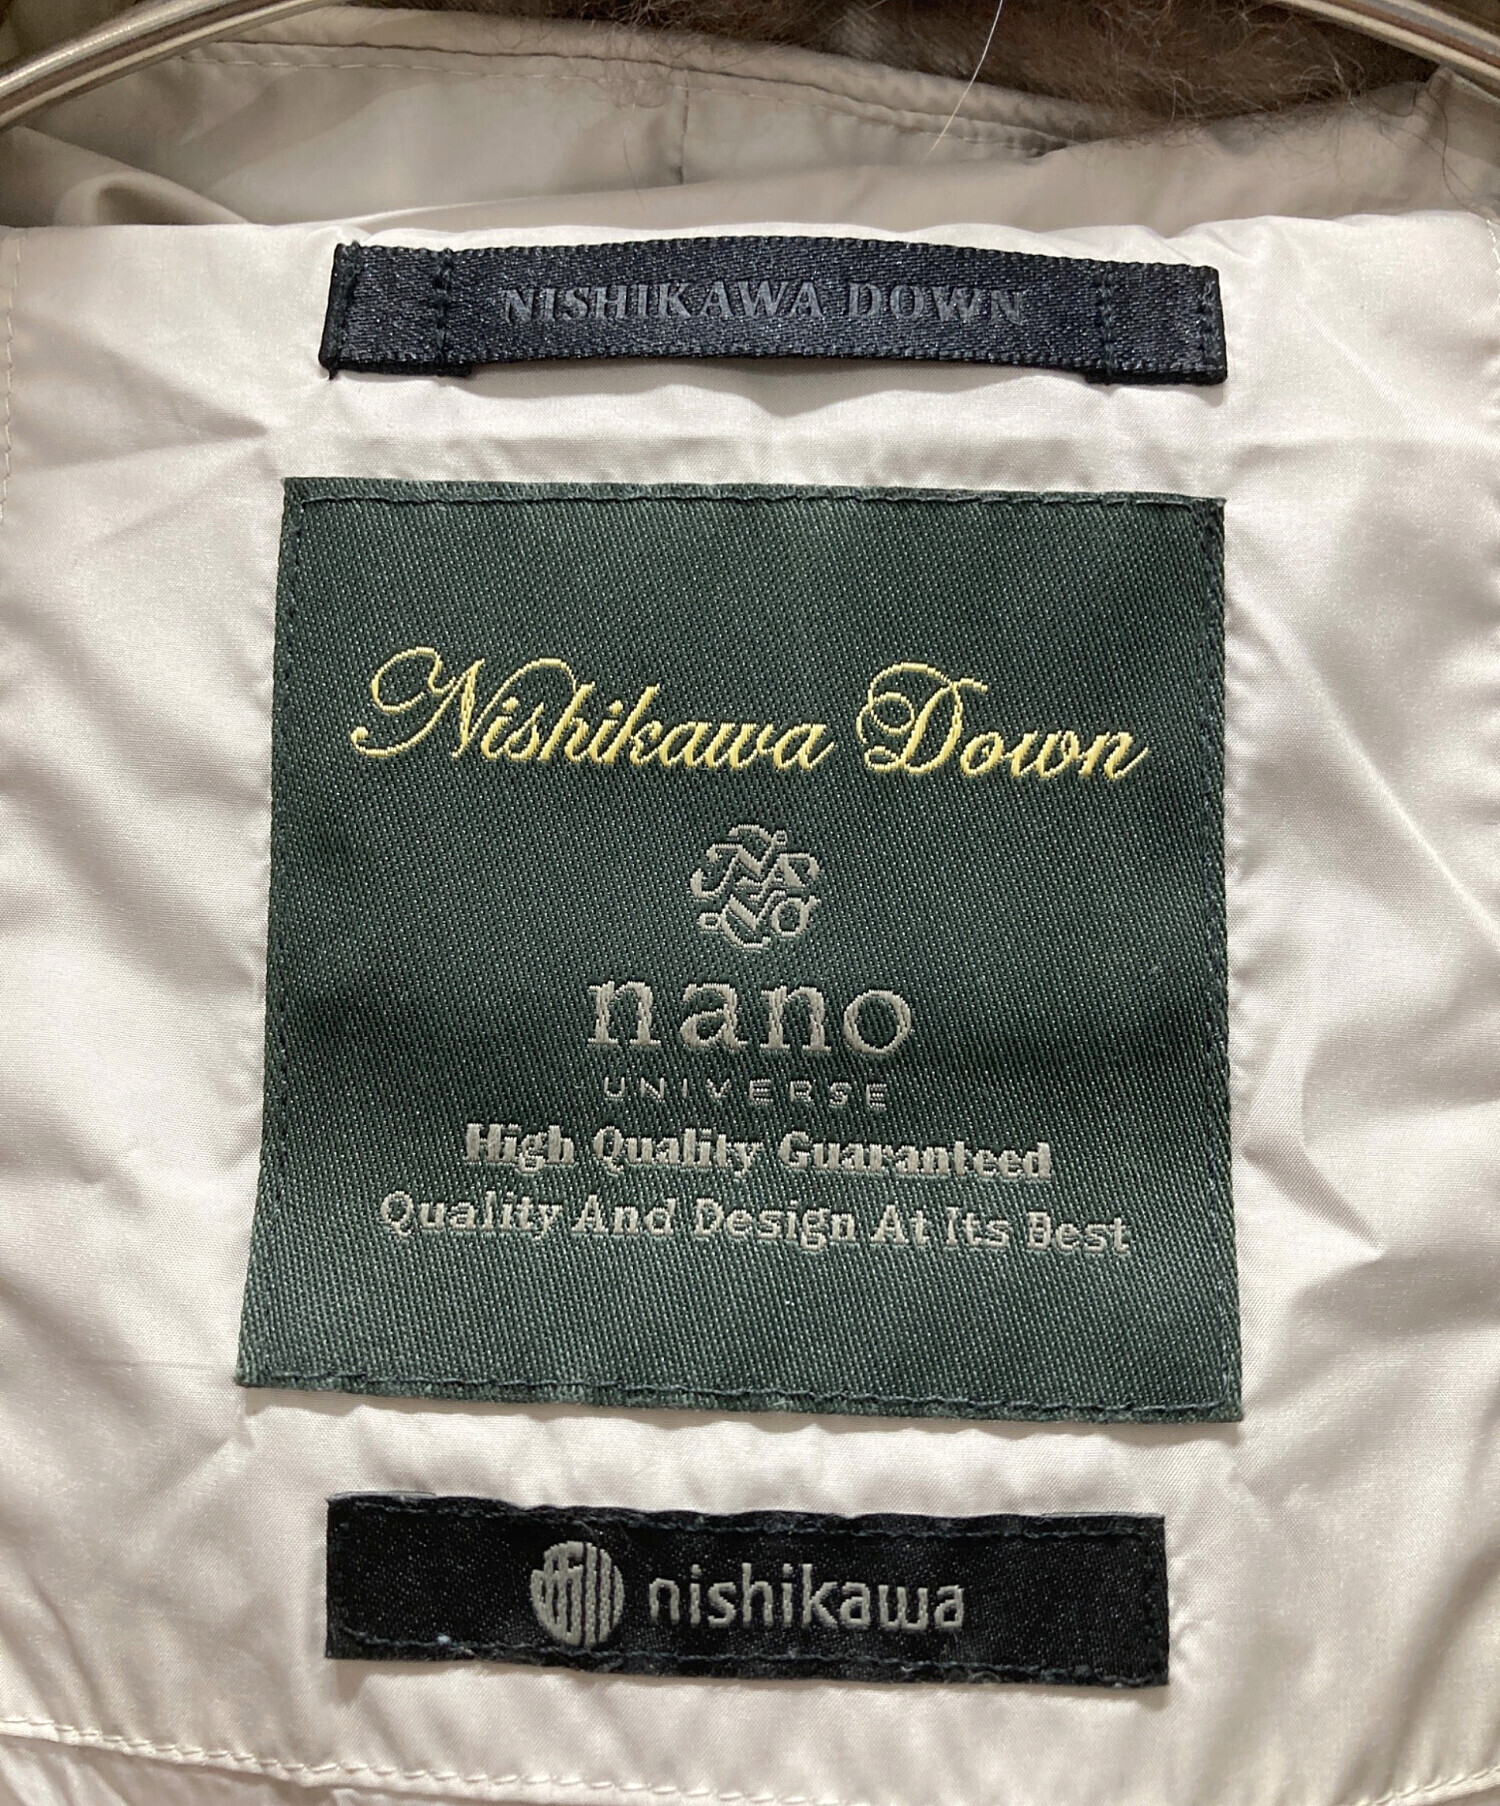 NISHIKAWA DOWN
Nishikawa Down
nano
UNIVERSE
High Quality Guaranteed
Quality And Design At Its Best
nishikawa